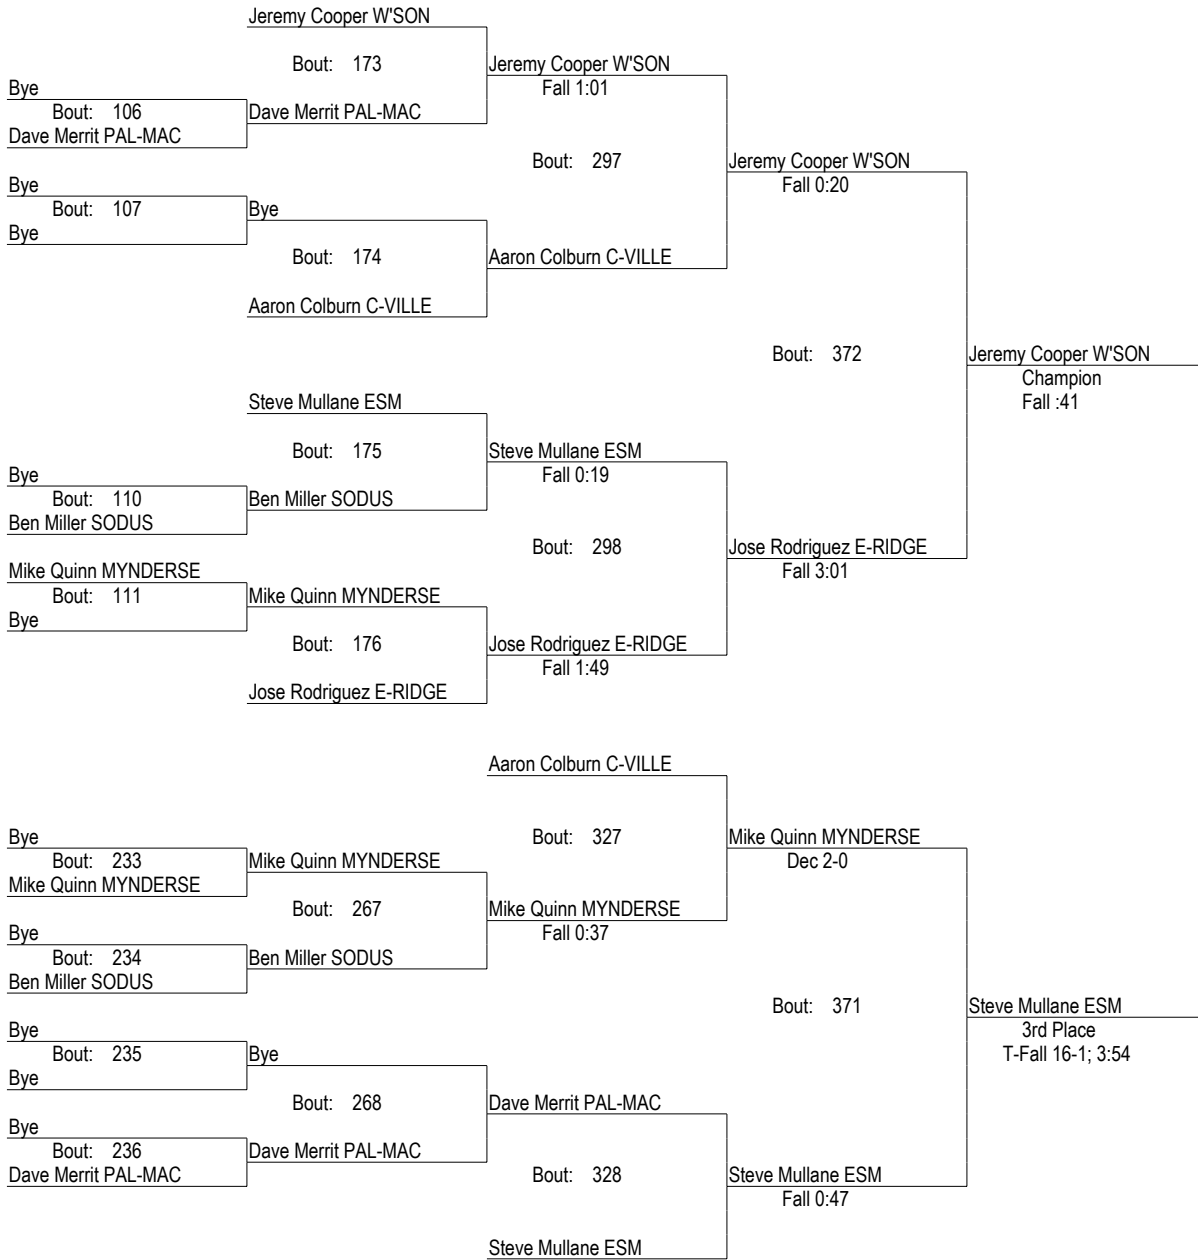 Jeremy Cooper W'SON
Bout: 173
Jeremy Cooper W'SON
Fall 1:01
Bye
Bout: 106
Dave Merrit PAL-MAC
Dave Merrit PAL-MAC
Bout: 297
Jeremy Cooper W'SON
Fall 0:20
Bye
Bout: 107
Bye
Bye
Bout: 174
Aaron Colburn C-VILLE
Aaron Colburn C-VILLE
Bout: 372
Jeremy Cooper W'SON
Champion
Fall :41
Steve Mullane ESM
Bout: 175
Steve Mullane ESM
Fall 0:19
Bye
Bout: 110
Ben Miller SODUS
Ben Miller SODUS
Bout: 298
Jose Rodriguez E-RIDGE
Fall 3:01
Mike Quinn MYNDERSE
Bout: 111
Mike Quinn MYNDERSE
Bye
Bout: 176
Jose Rodriguez E-RIDGE
Fall 1:49
Jose Rodriguez E-RIDGE
Aaron Colburn C-VILLE
Bout: 327
Mike Quinn MYNDERSE
Dec 2-0
Bye
Bout: 233
Mike Quinn MYNDERSE
Mike Quinn MYNDERSE
Bout: 267
Mike Quinn MYNDERSE
Fall 0:37
Bye
Bout: 234
Ben Miller SODUS
Ben Miller SODUS
Bout: 371
Steve Mullane ESM
3rd Place
T-Fall 16-1; 3:54
Bye
Bout: 235
Bye
Bye
Bout: 268
Dave Merrit PAL-MAC
Bye
Bout: 236
Dave Merrit PAL-MAC
Dave Merrit PAL-MAC
Bout: 328
Steve Mullane ESM
Fall 0:47
Steve Mullane ESM